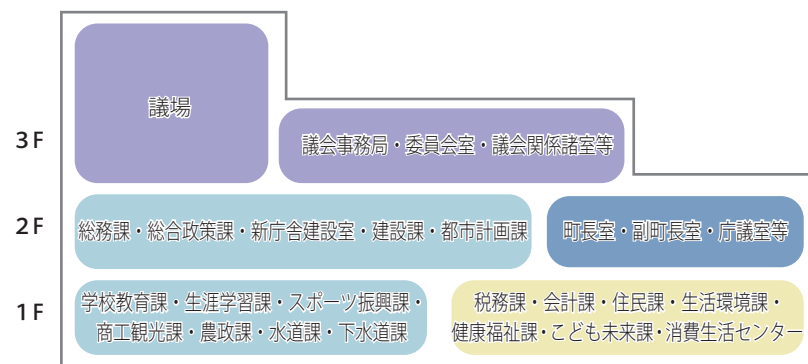 議場
3F
議会事務局・委員会室・議会関係諸室等
2F
総務課・総合政策課・新庁舎建設室・建設課・都市計画課
町長室・副町長室・庁議室等
1F
学校教育課・生涯学習課・スポーツ振興課・
商工観光課・農政課・水道課・下水道課
税務課・会計課・住民課・生活環境課・
健康福祉課・こども未来課・消費生活センター